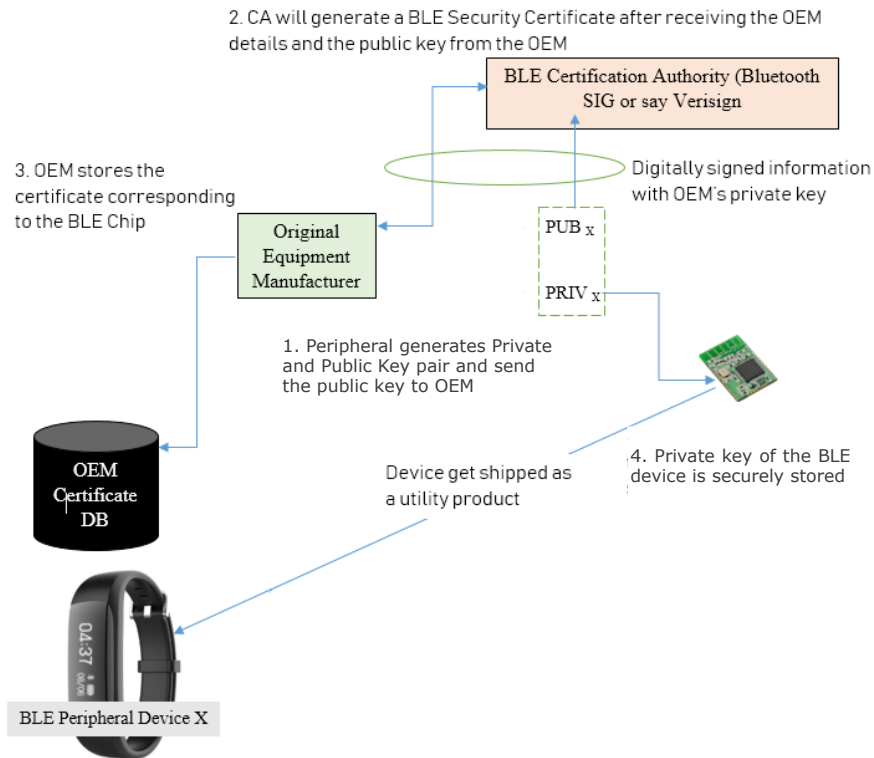 2. CA will generate a BLE Security Certificate after receiving the OEM
details and the public key from the OEM
BLE Certification Authority (Bluetooth
SIG or say Verisign
3. OEM stores the
certificate corresponding
to the BLE Chip
Digitally signed information
with OEM's private key
Original
Equipment
Manufacturer
PUB x
PRIV x
1. Peripheral generates Private
and Public Key pair and send
the public key to OEM
4. Private key of the BLE
device is securely stored
Device get shipped as
a utility product
OEM
Certificate
DB
04:37
08/06
BLE Peripheral Device X